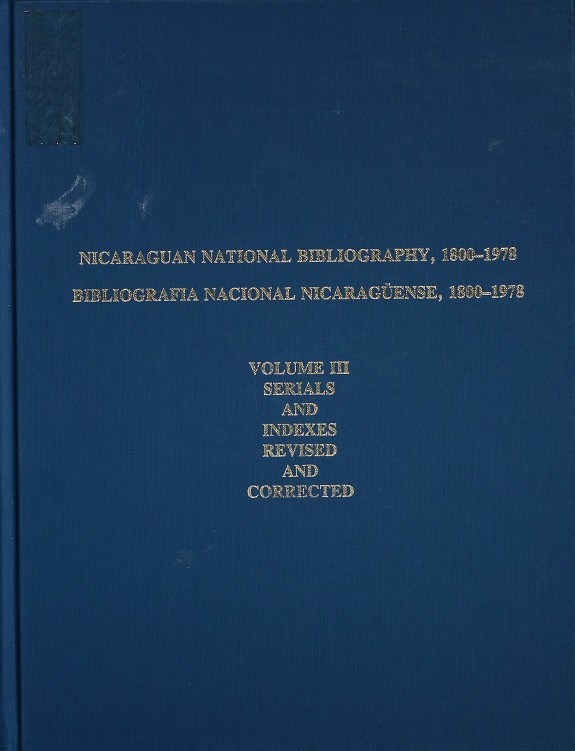 NICARAGUAN NATIONAL BIBLIOGRAPHY, 1800–1978
BIBLIOGRAFIA NACIONAL NICARAGÜENSE, 1800–1978
VOLUME III
SERIALS
AND
INDEXES
REVISED
AND
CORRECTED